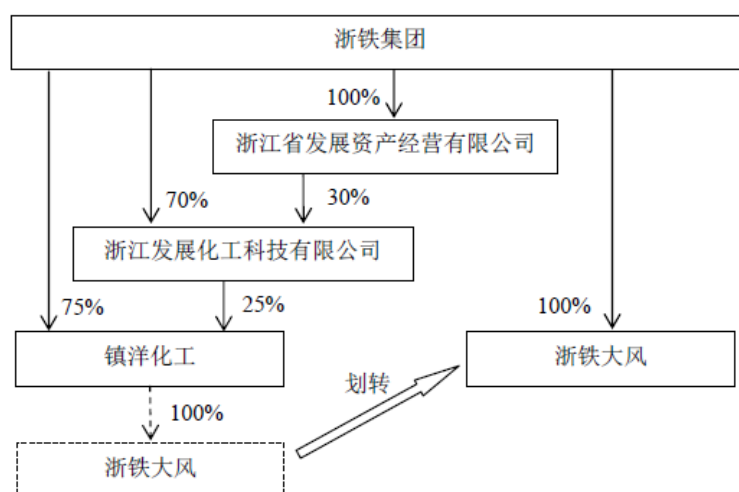 浙铁集团
100%
浙江省发展资产经营有限公司
70%
30%
浙江发展化工科技有限公司
75%
25%
100%
镇洋化工
浙铁大风
划转
100%
浙铁大风